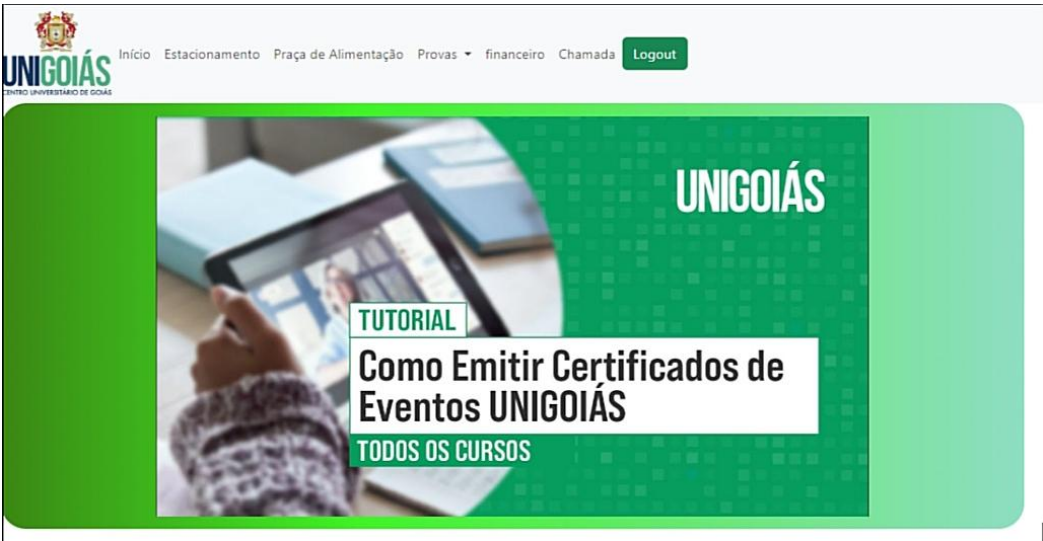 UNIGOIÁS
CENTRO UNIVERSITÁRIO DE GOIÁS
Início Estacionamento Praça de Alimentação Provas financeiro Chamada Logout
UNIGOIÁS
TUTORIAL
Como Emitir Certificados de
Eventos UNIGOIÁS
TODOS OS CURSOS